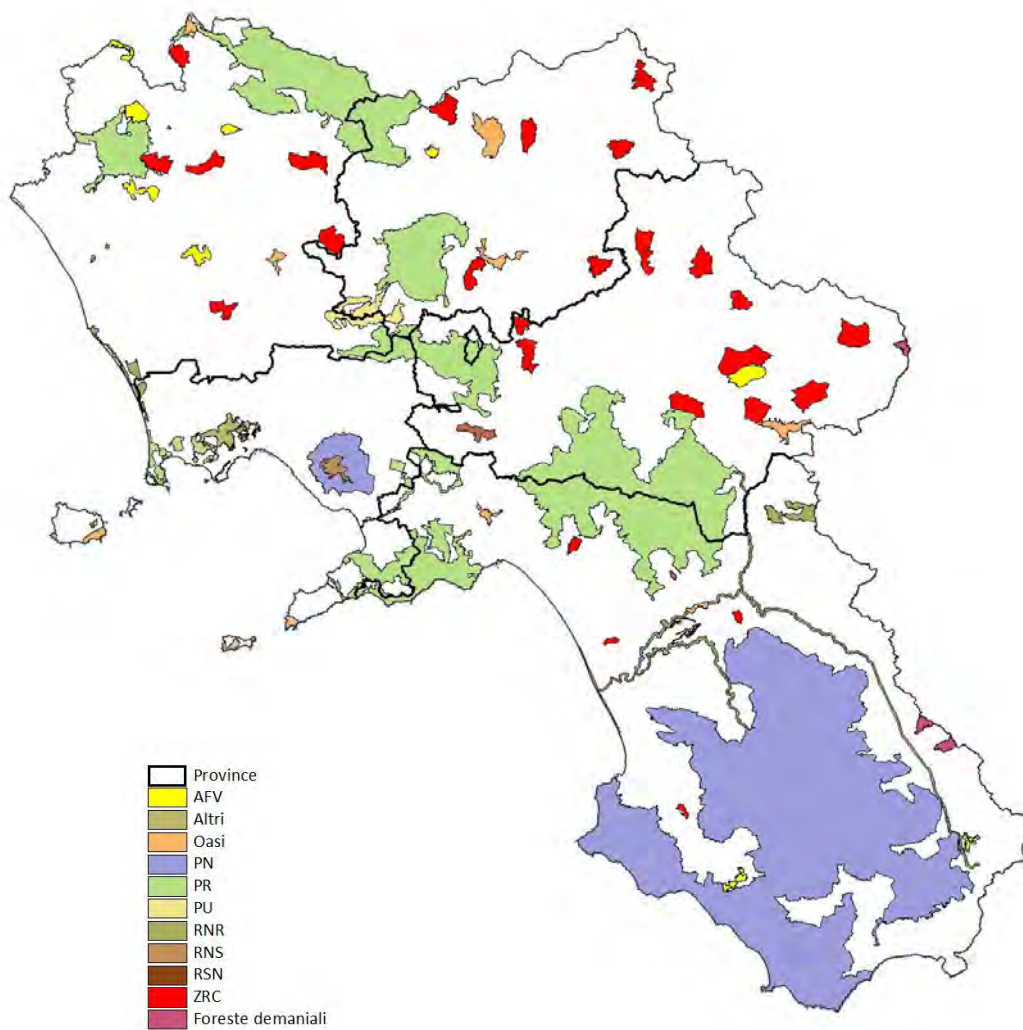 Province
AFV
Altri
Oasi
PN
PR
PU
RNR
RNS
RSN
ZRC
Foreste demaniali